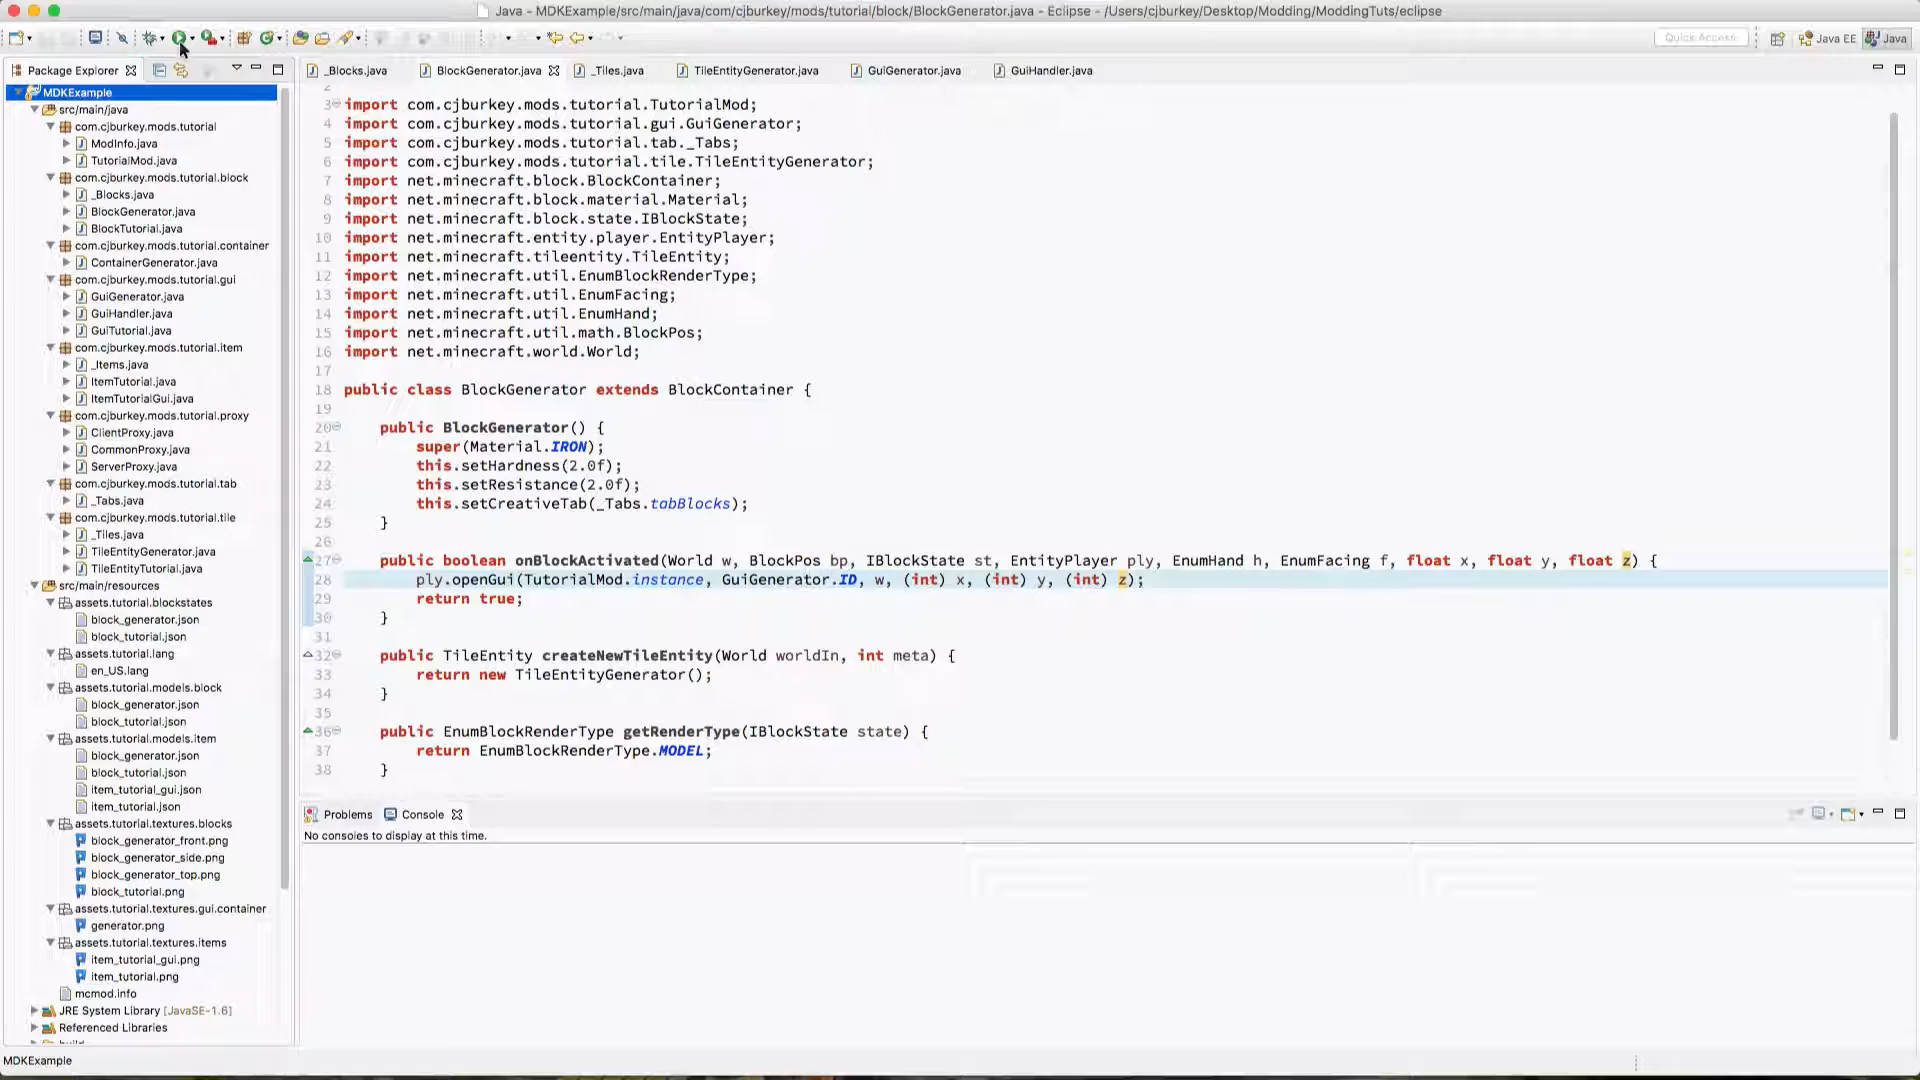 Java - MDKExample/src/main/java/com/cjburkey/mods/tutorial/block/BlockGenerator.java - Eclipse - /Users/cjburkey/Desktop/Modding/ModdingTuts/eclipse
Quick Access
Java EE
Java
Package Explorer
_Blocks.java
BlockGenerator.java
_Tiles.java
TileEntityGenerator.java
GuiGenerator.java
GuiHandler.java
MDKExample
src/main/java
com.cjburkey.mods.tutorial
ModInfo.java
TutorialMod.java
com.cjburkey.mods.tutorial.block
_Blocks.java
BlockGenerator.java
BlockTutorial.java
com.cjburkey.mods.tutorial.container
ContainerGenerator.java
com.cjburkey.mods.tutorial.gui
GuiGenerator.java
GuiHandler.java
GuiTutorial.java
com.cjburkey.mods.tutorial.item
_Items.java
ItemTutorial.java
ItemTutorialGui.java
com.cjburkey.mods.tutorial.proxy
ClientProxy.java
CommonProxy.java
ServerProxy.java
com.cjburkey.mods.tutorial.tab
_Tabs.java
com.cjburkey.mods.tutorial.tile
_Tiles.java
TileEntityGenerator.java
TileEntityTutorial.java
src/main/resources
assets.tutorial.blockstates
block_generator.json
block_tutorial.json
assets.tutorial.lang
en_US.lang
assets.tutorial.models.block
block_generator.json
block_tutorial.json
assets.tutorial.models.item
block_generator.json
block_tutorial.json
item_tutorial_gui.json
item_tutorial.json
assets.tutorial.textures.blocks
block_generator_front.png
block_generator_side.png
block_generator_top.png
block_tutorial.png
assets.tutorial.textures.gui.container
generator.png
assets.tutorial.textures.items
item_tutorial_gui.png
item_tutorial.png
mcmod.info
JRE System Library [JavaSE-1.6]
Referenced Libraries
2
3 import com.cjburkey.mods.tutorial.TutorialMod;
4 import com.cjburkey.mods.tutorial.gui.GuiGenerator;
5 import com.cjburkey.mods.tutorial.tab._Tabs;
6 import com.cjburkey.mods.tutorial.tile.TileEntityGenerator;
7 import net.minecraft.block.BlockContainer;
8 import net.minecraft.block.material.Material;
9 import net.minecraft.block.state.IBlockState;
10 import net.minecraft.entity.player.EntityPlayer;
11 import net.minecraft.tileentity.TileEntity;
12 import net.minecraft.util.EnumBlockRenderType;
13 import net.minecraft.util.EnumFacing;
14 import net.minecraft.util.EnumHand;
15 import net.minecraft.util.math.BlockPos;
16 import net.minecraft.world.World;
17
18 public class BlockGenerator extends BlockContainer {
19
20 public BlockGenerator() {
21 super(Material.IRON);
22 this.setHardness(2.0f);
23 this.setResistance(2.0f);
24 this.setCreativeTab(_Tabs.tabBlocks);
25 }
26
27 public boolean onBlockActivated(World w, BlockPos bp, IBlockState st, EntityPlayer ply, EnumHand h, EnumFacing f, float x, float y, float z) {
28 ply.openGui(TutorialMod.instance, GuiGenerator.ID, w, (int) x, (int) y, (int) z);
29 return true;
30 }
31
32 public TileEntity createNewTileEntity(World worldIn, int meta) {
33 return new TileEntityGenerator();
34 }
35
36 public EnumBlockRenderType getRenderType(IBlockState state) {
37 return EnumBlockRenderType.MODEL;
38 }
Problems
Console
No consoles to display at this time.
MDKExample